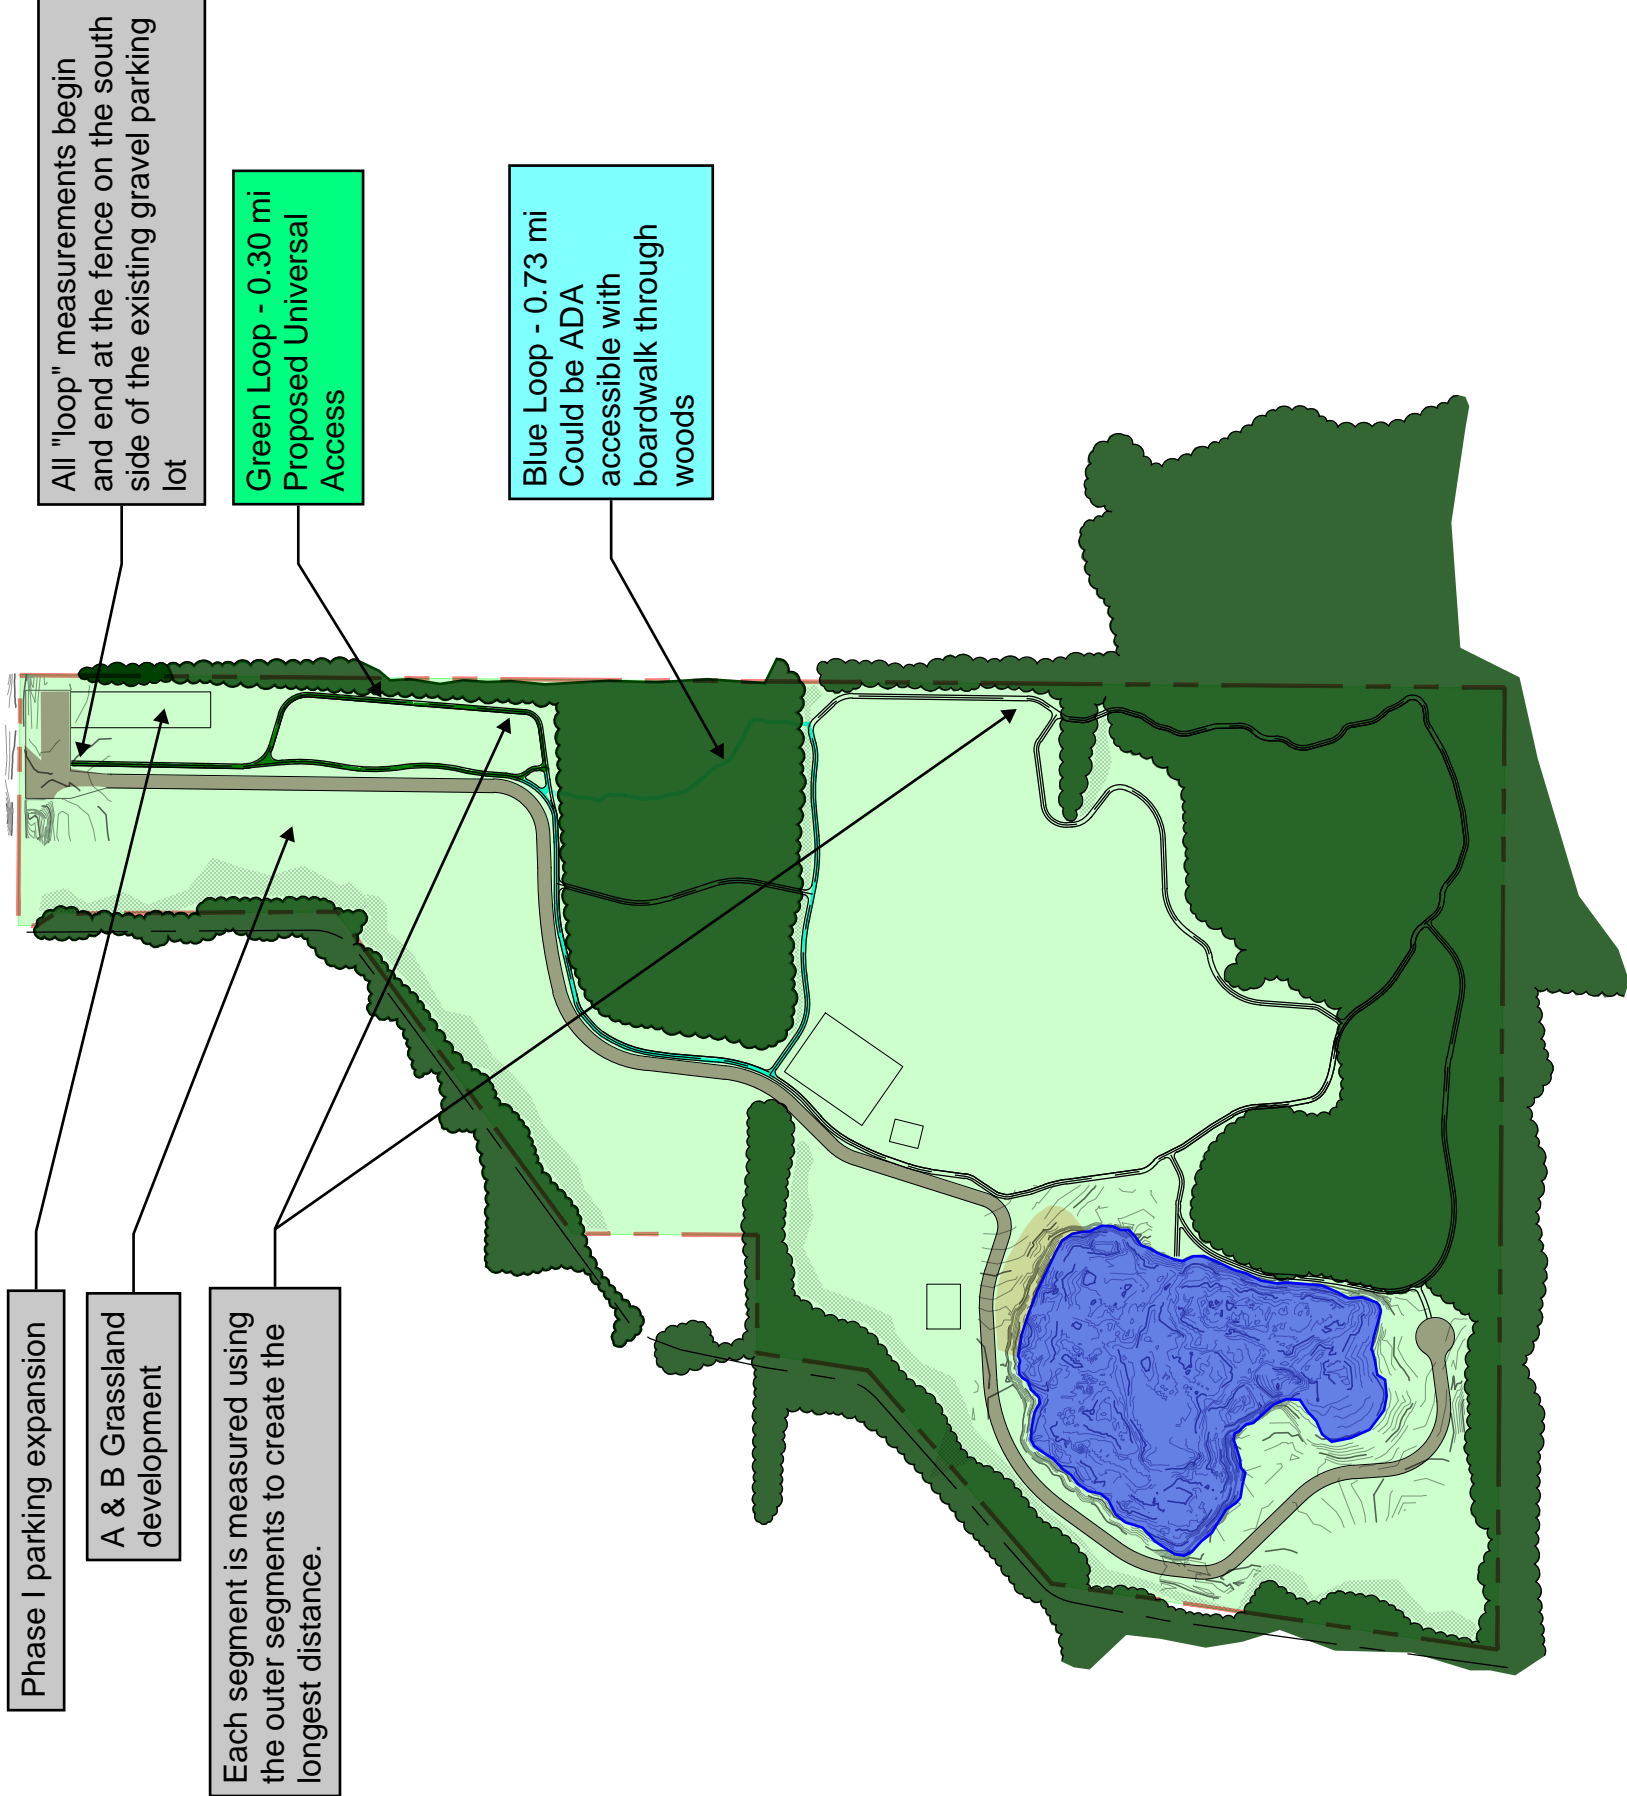 All "loop" measurements begin
and end at the fence on the south
side of the existing gravel parking
lot
Green Loop - 0.30 mi
Proposed Universal
Access
Blue Loop - 0.73 mi
Could be ADA
accessible with
boardwalk through
woods
Phase I parking expansion
A & B Grassland
development
Each segment is measured using
the outer segments to create the
longest distance.